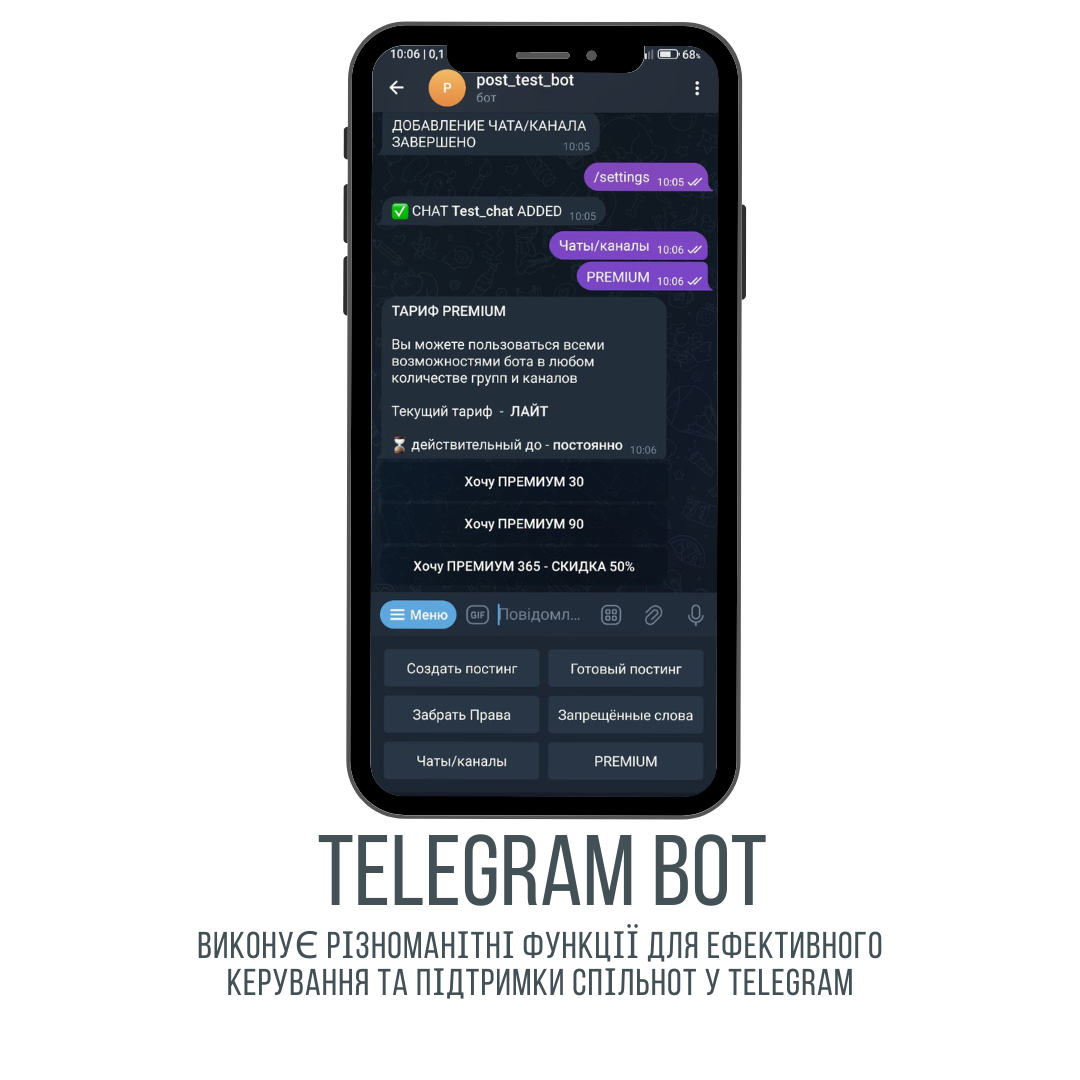 10:06 | 0,1
68%
P
post_test_bot
бот
ДОБАВЛЕНИЕ ЧАТА/КАНАЛА
ЗАВЕРШЕНО
10:05
/settings 10:05
✅ CHAT Test_chat ADDED 10:05
Чаты/каналы 10:06
PREMIUM 10:06
ТАРИФ PREMIUM
Вы можете пользоваться всеми
возможностями бота в любом
количестве групп и каналов
Текущий тариф - ЛАЙТ
⌛ действительный до - постоянно 10:06
Хочу ПРЕМИУМ 30
Хочу ПРЕМИУМ 90
Хочу ПРЕМИУМ 365 - СКИДКА 50%
Меню GIF Повідомл...
Создать постинг Готовый постинг
Забрать Права Запрещённые слова
Чаты/каналы PREMIUM
TELEGRAM BOT
ВИКОНУЄ РІЗНОМАНІТНІ ФУНКЦІЇ ДЛЯ ЕФЕКТИВНОГО
КЕРУВАННЯ ТА ПІДТРИМКИ СПІЛЬНОТ У TELEGRAM